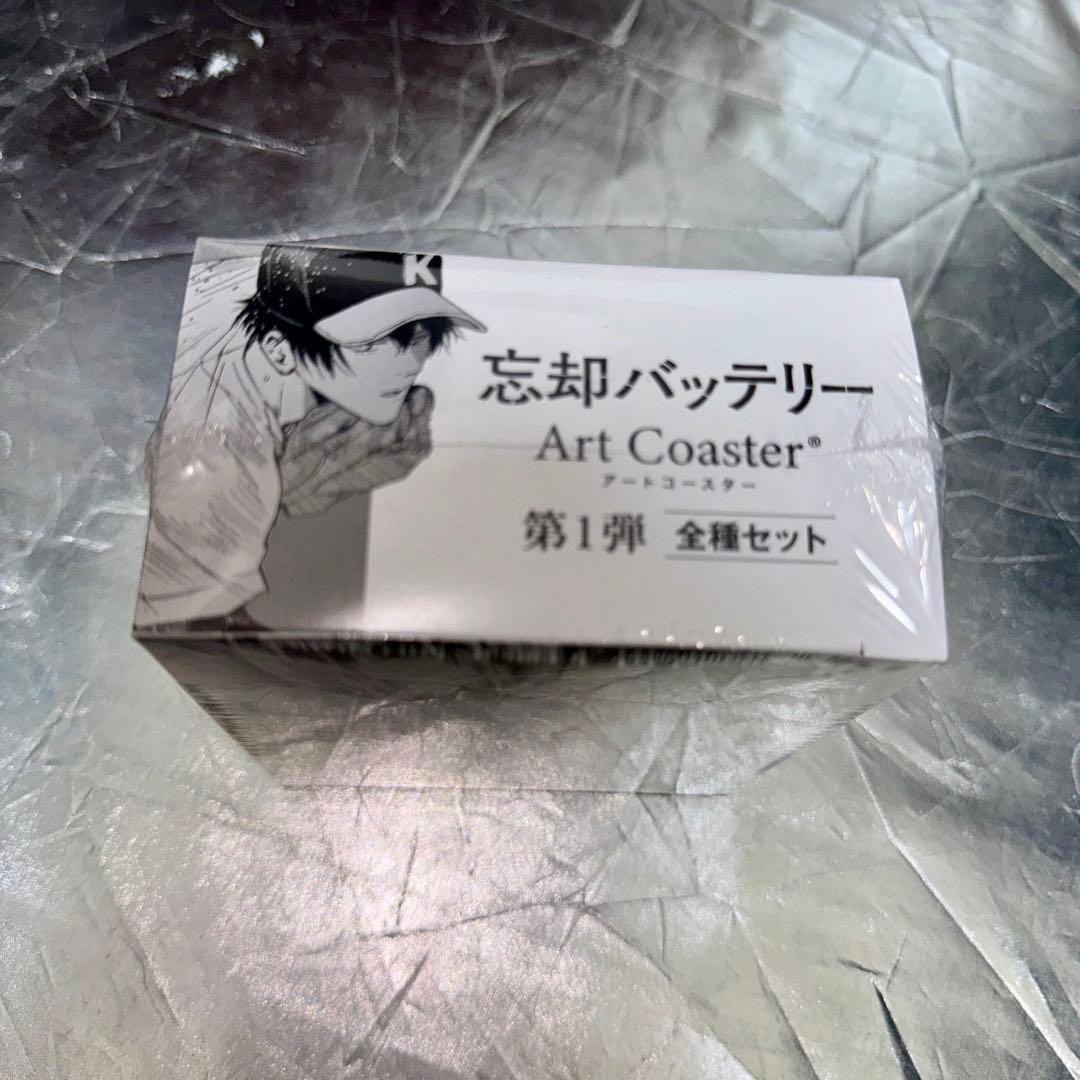 K
忘却バッテリー
Art Coaster®
アートコースター
第1弾 全種セット